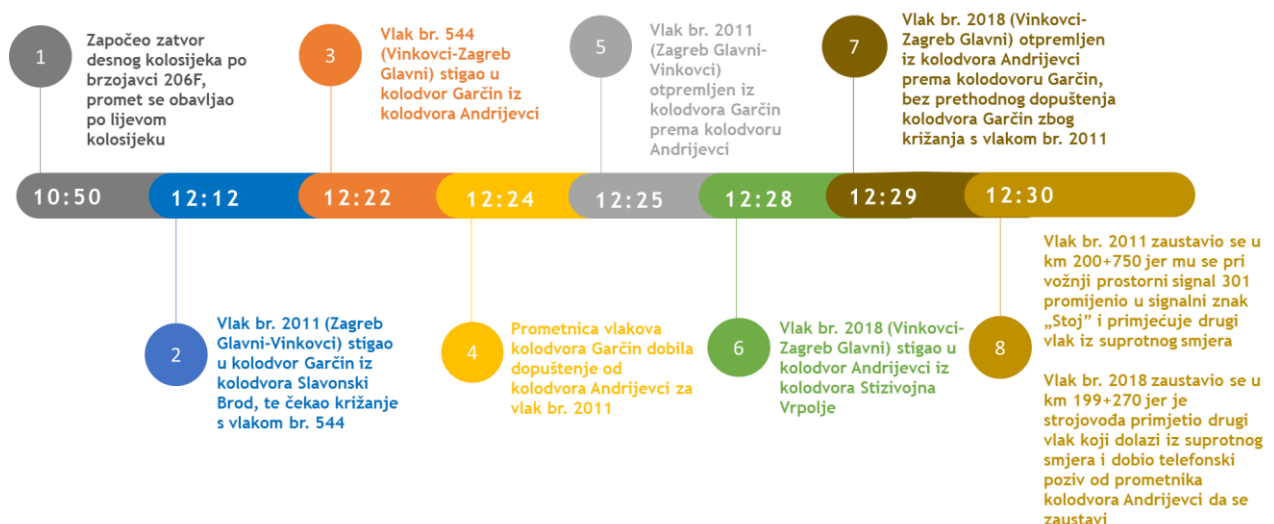 1
Započeo zatvor
desnog kolosijeka po
brzojavci 206F,
promet se obavljao
po lijevom
kolosijeku
3
Vlak br. 544
(Vinkovci-Zagreb
Glavni) stigao u
kolodvor Garčin iz
kolodvora Andrijevci
5
Vlak br. 2011
(Zagreb Glavni-
Vinkovci)
otpremljen iz
kolodvora Garčin
prema kolodvoru
Andrijevci
7
Vlak br. 2018 (Vinkovci-
Zagreb Glavni) otpremljen
iz kolodvora Andrijevci
prema kolodovoru Garčin,
bez prethodnog dopuštenja
kolodvora Garčin zbog
križanja s vlakom br. 2011
10:50
12:12
12:22
12:24
12:25
12:28
12:29
12:30
2
Vlak br. 2011 (Zagreb
Glavni-Vinkovci) stigao
u kolodvor Garčin iz
kolodvora Slavonski
Brod, te čekao križanje
s vlakom br. 544
4
Prometnica vlakova
kolodvora Garčin dobila
dopuštenje od
kolodvora Andrijevci za
vlak br. 2011
6
Vlak br. 2018 (Vinkovci-
Zagreb Glavni) stigao u
kolodvor Andrijevci iz
kolodvora Stizivojna
Vrpolje
8
Vlak br. 2011 zaustavio se u
km 200+750 jer mu se pri
vožnji prostorni signal 301
promijenio u signalni znak
„Stoj” i primjećuje drugi
vlak iz suprotnog smjera
Vlak br. 2018 zaustavio se u
km 199+270 jer je
strojovođa primjetio drugi
vlak koji dolazi iz suprotnog
smjera i dobio telefonski
poziv od prometnika
kolodvora Andrijevci da se
zaustavi